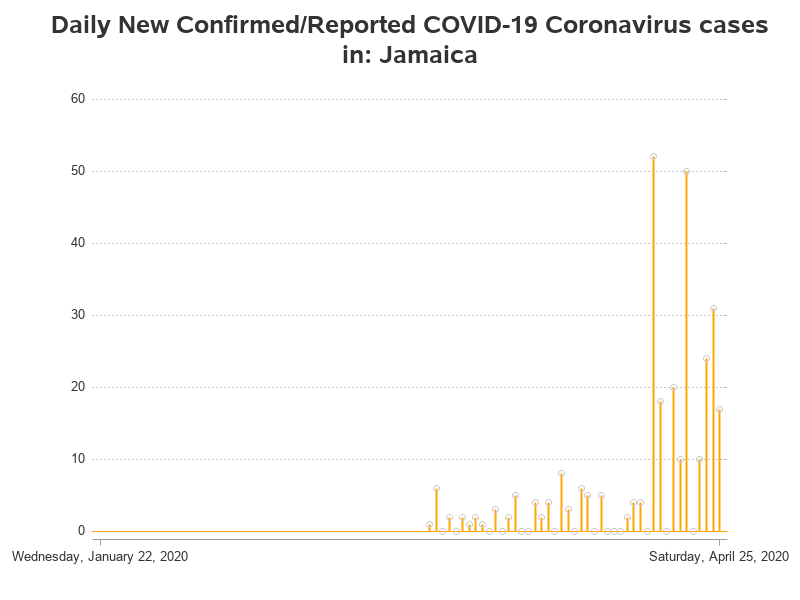 Daily New Confirmed/Reported COVID-19 Coronavirus cases
in: Jamaica
60
50
40
30
20
10
0
Wednesday, January 22, 2020
Saturday, April 25, 2020